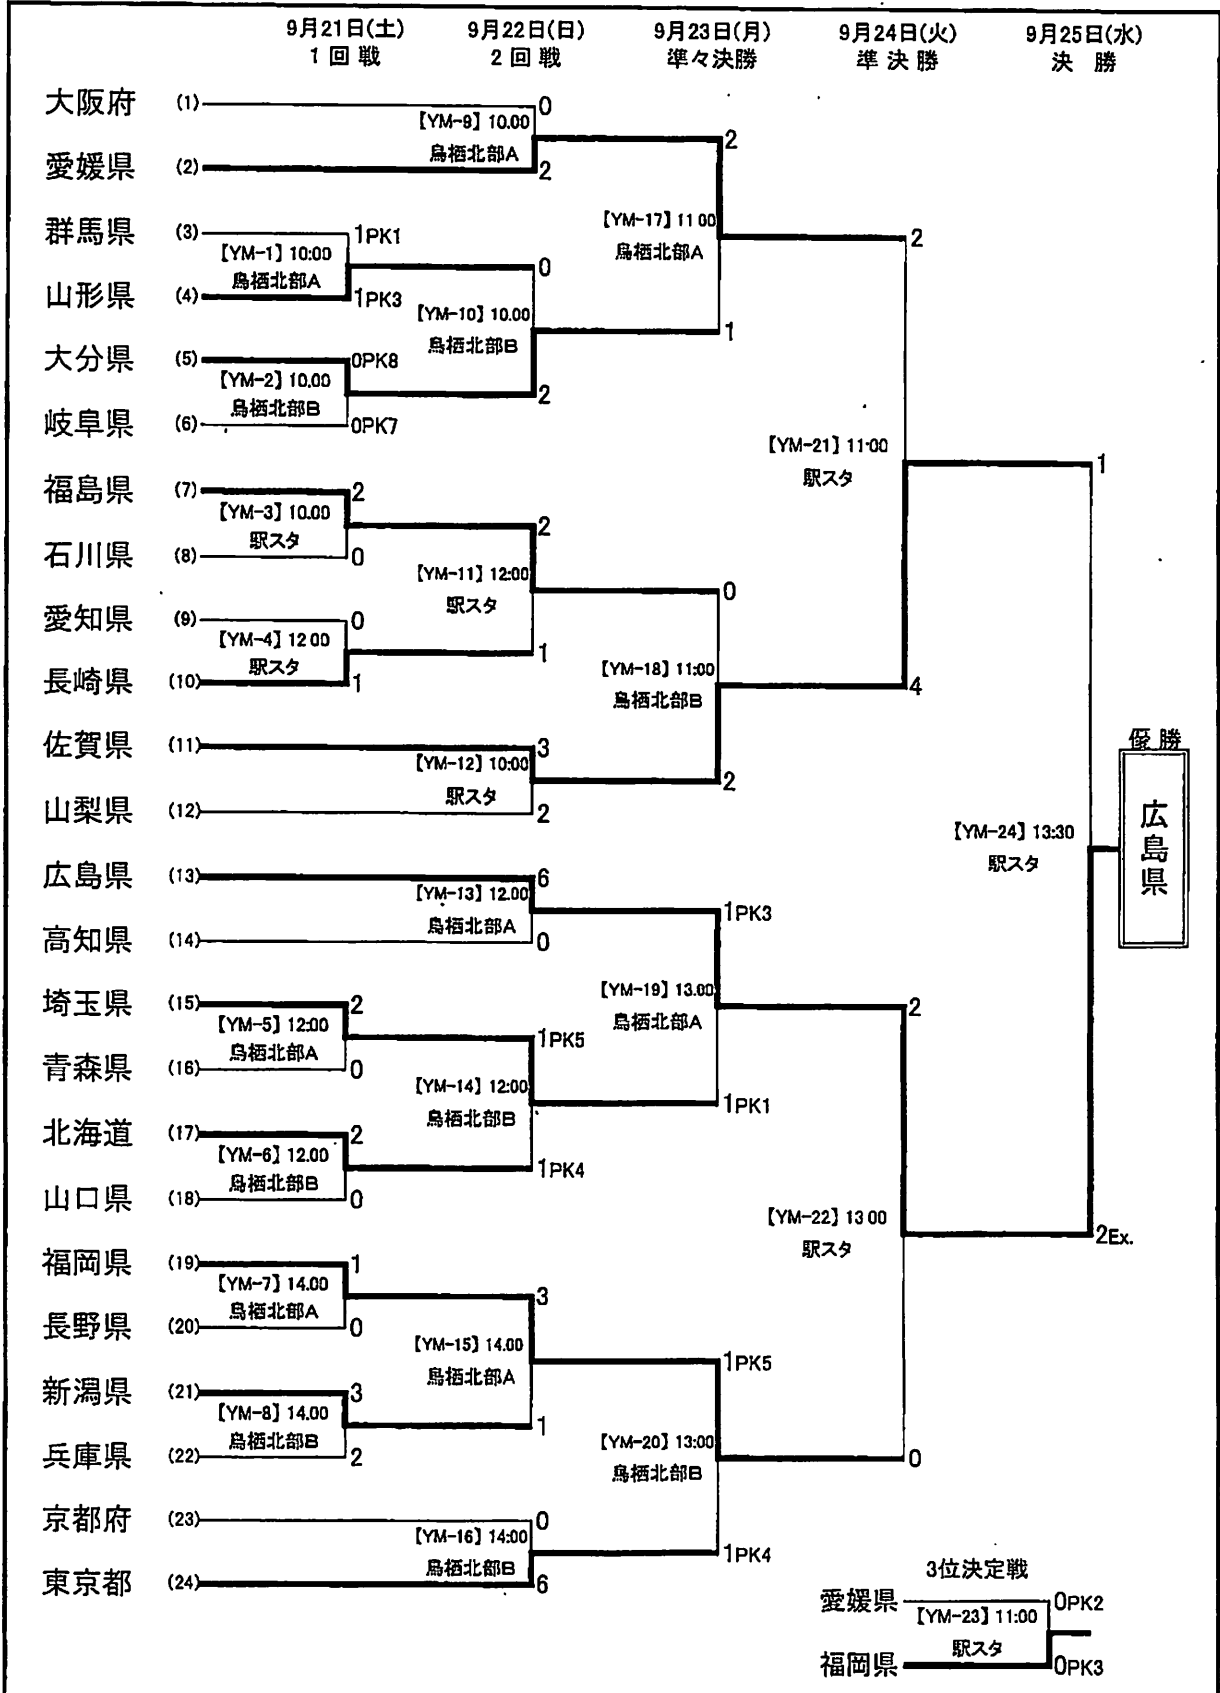 9月21日(土) 9月22日(日) 9月23日(月) 9月24日(火) 9月25日(水)
1回戦 2回戦 準々決勝 準決勝 決勝
大阪府 (1) 0
【YM-9】10.00
鳥栖北部A
愛媛県 (2) 2
2
群馬県 (3) 1PK1
【YM-1】10:00
鳥栖北部A
山形県 (4) 1PK3
0
【YM-10】10.00
鳥栖北部B
大分県 (5) 0PK8
【YM-2】10.00
鳥栖北部B
岐阜県 (6) 0PK7
2
【YM-17】11 00
鳥栖北部A
1
2
福島県 (7) 2
【YM-3】10.00
駅スタ
石川県 (8) 0
2
【YM-11】12:00
駅スタ
愛知県 (9) 0
【YM-4】12 00
駅スタ
長崎県 (10) 1
1
0
【YM-18】11:00
鳥栖北部B
佐賀県 (11) 3
【YM-12】10:00
駅スタ
山梨県 (12) 2
2
4
【YM-21】11:00
駅スタ
1
広島県 (13) 6
【YM-13】12.00
鳥栖北部A
高知県 (14) 0
1PK3
【YM-19】13.00
鳥栖北部A
埼玉県 (15) 2
【YM-5】12:00
鳥栖北部A
青森県 (16) 0
1PK5
【YM-14】12:00
鳥栖北部B
北海道 (17) 2
【YM-6】12.00
鳥栖北部B
山口県 (18) 0
1PK4
1PK1
2
【YM-22】13 00
駅スタ
福岡県 (19) 1
【YM-7】14.00
鳥栖北部A
長野県 (20) 0
3
【YM-15】14.00
鳥栖北部A
新潟県 (21) 3
【YM-8】14.00
鳥栖北部B
兵庫県 (22) 2
1
1PK5
【YM-20】13:00
鳥栖北部B
京都府 (23) 0
【YM-16】14:00
鳥栖北部B
東京都 (24) 6
1PK4
0
2Ex.
【YM-24】13:30
駅スタ
優勝
広島県
3位決定戦
愛媛県 0PK2
【YM-23】11:00
駅スタ
福岡県 0PK3